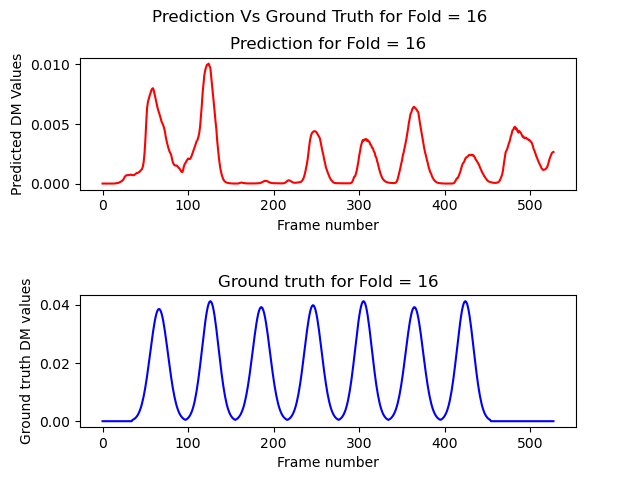 Prediction Vs Ground Truth for Fold = 16
Prediction for Fold = 16
Predicted DM Values
0.010
0.005
0.000
0 100 200 300 400 500
Frame number
Ground truth for Fold = 16
Ground truth DM values
0.04
0.02
0.00
0 100 200 300 400 500
Frame number